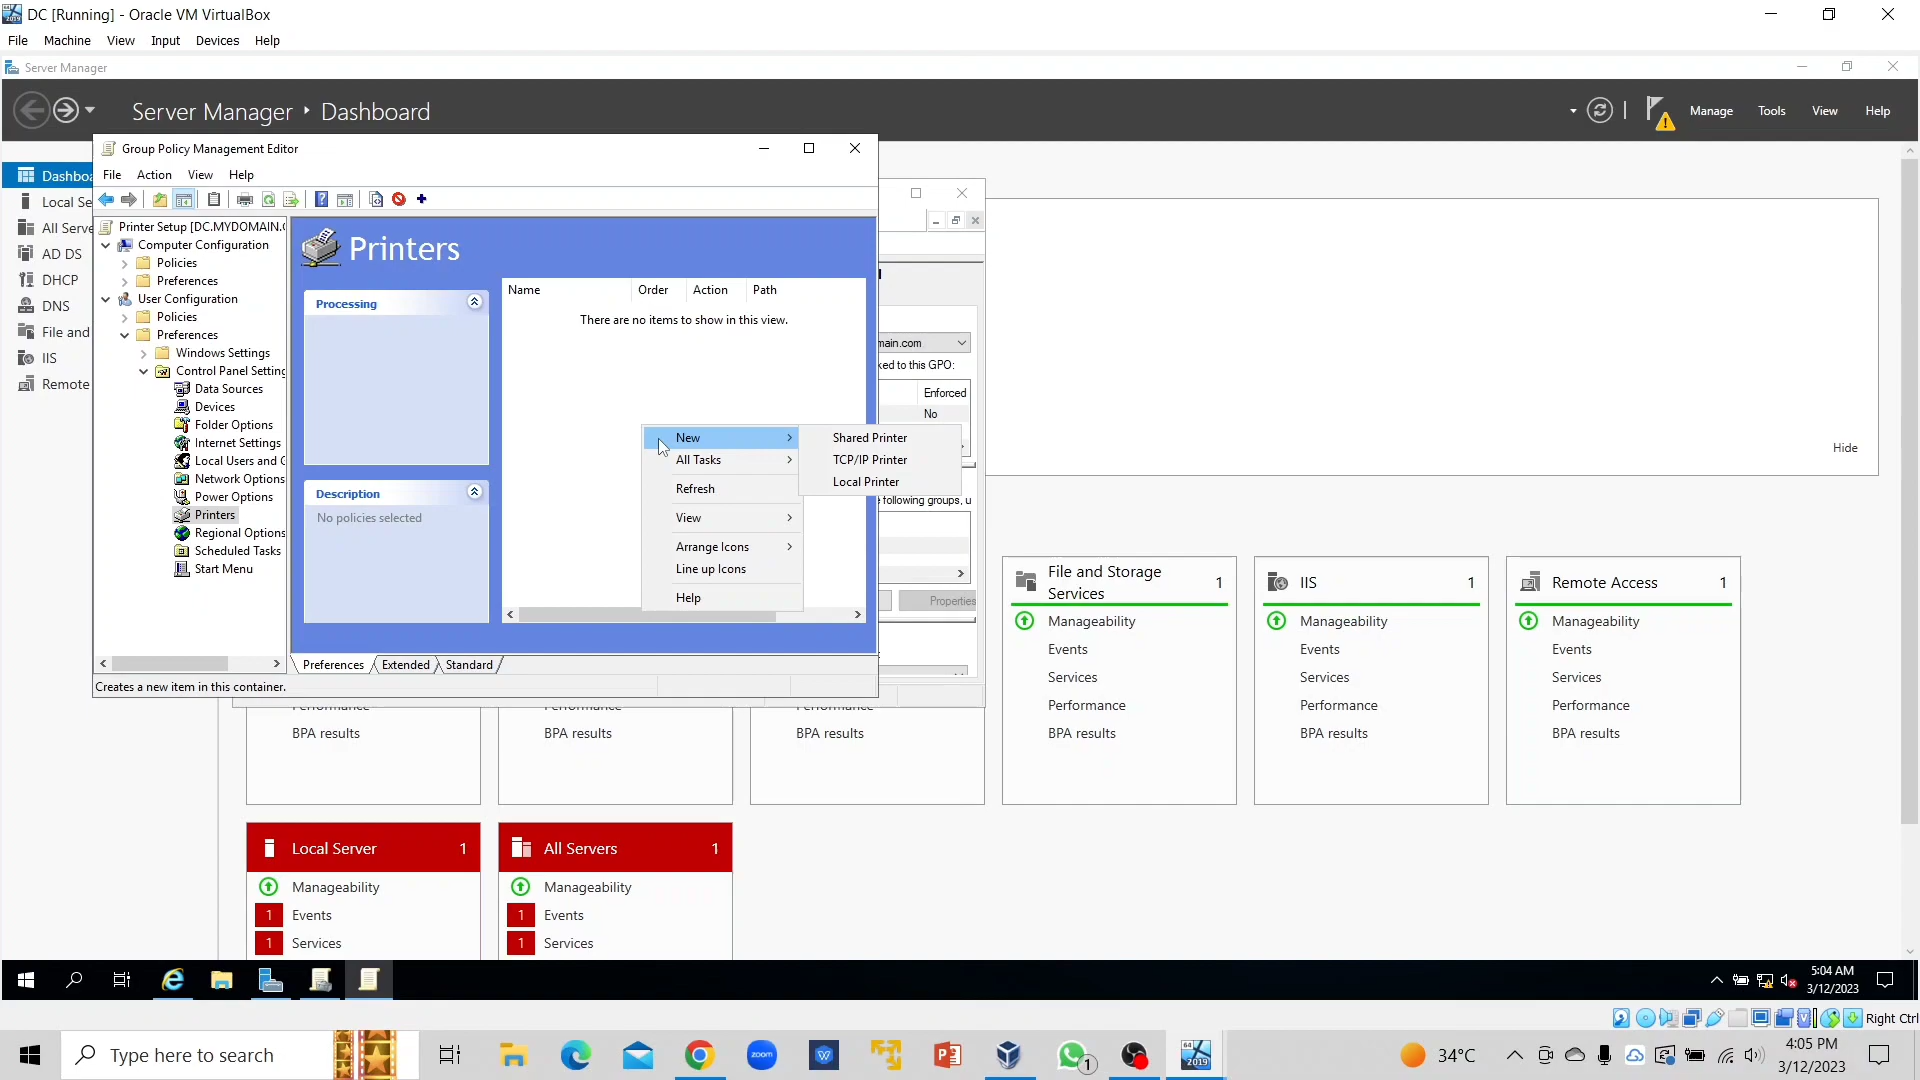 DC [Running] - Oracle VM VirtualBox
File Machine View Input Devices Help
Server Manager
Server Manager Dashboard
Manage Tools View Help
Group Policy Management Editor
File Action View Help
Dashboa
Local Se
All Serve
AD DS
DHCP
DNS
File and
IIS
Remote
Printer Setup [DC.MYDOMAIN.
Computer Configuration
Policies
Preferences
User Configuration
Policies
Preferences
Windows Settings
Control Panel Setting
Data Sources
Devices
Folder Options
Internet Settings
Local Users and G
Network Options
Power Options
Printers
Regional Options
Scheduled Tasks
Start Menu
Printers
Processing
Description
No policies selected
Name Order Action Path
There are no items to show in this view.
New
All Tasks
Refresh
View
Arrange Icons
Line up Icons
Help
Shared Printer
TCP/IP Printer
Local Printer
Preferences Extended Standard
Creates a new item in this container.
main.com
ked to this GPO:
Enforced
No
following groups, u
Properties
Hide
File and Storage Services 1
Manageability
Events
Services
Performance
BPA results
IIS 1
Manageability
Events
Services
Performance
BPA results
Remote Access 1
Manageability
Events
Services
Performance
BPA results
Performance
BPA results
Performance
BPA results
Performance
BPA results
Local Server 1
Manageability
1 Events
1 Services
All Servers 1
Manageability
1 Events
1 Services
5:04 AM
3/12/2023
Right Ctrl
Type here to search
zoom
1
64
2019
34°C
4:05 PM
3/12/2023